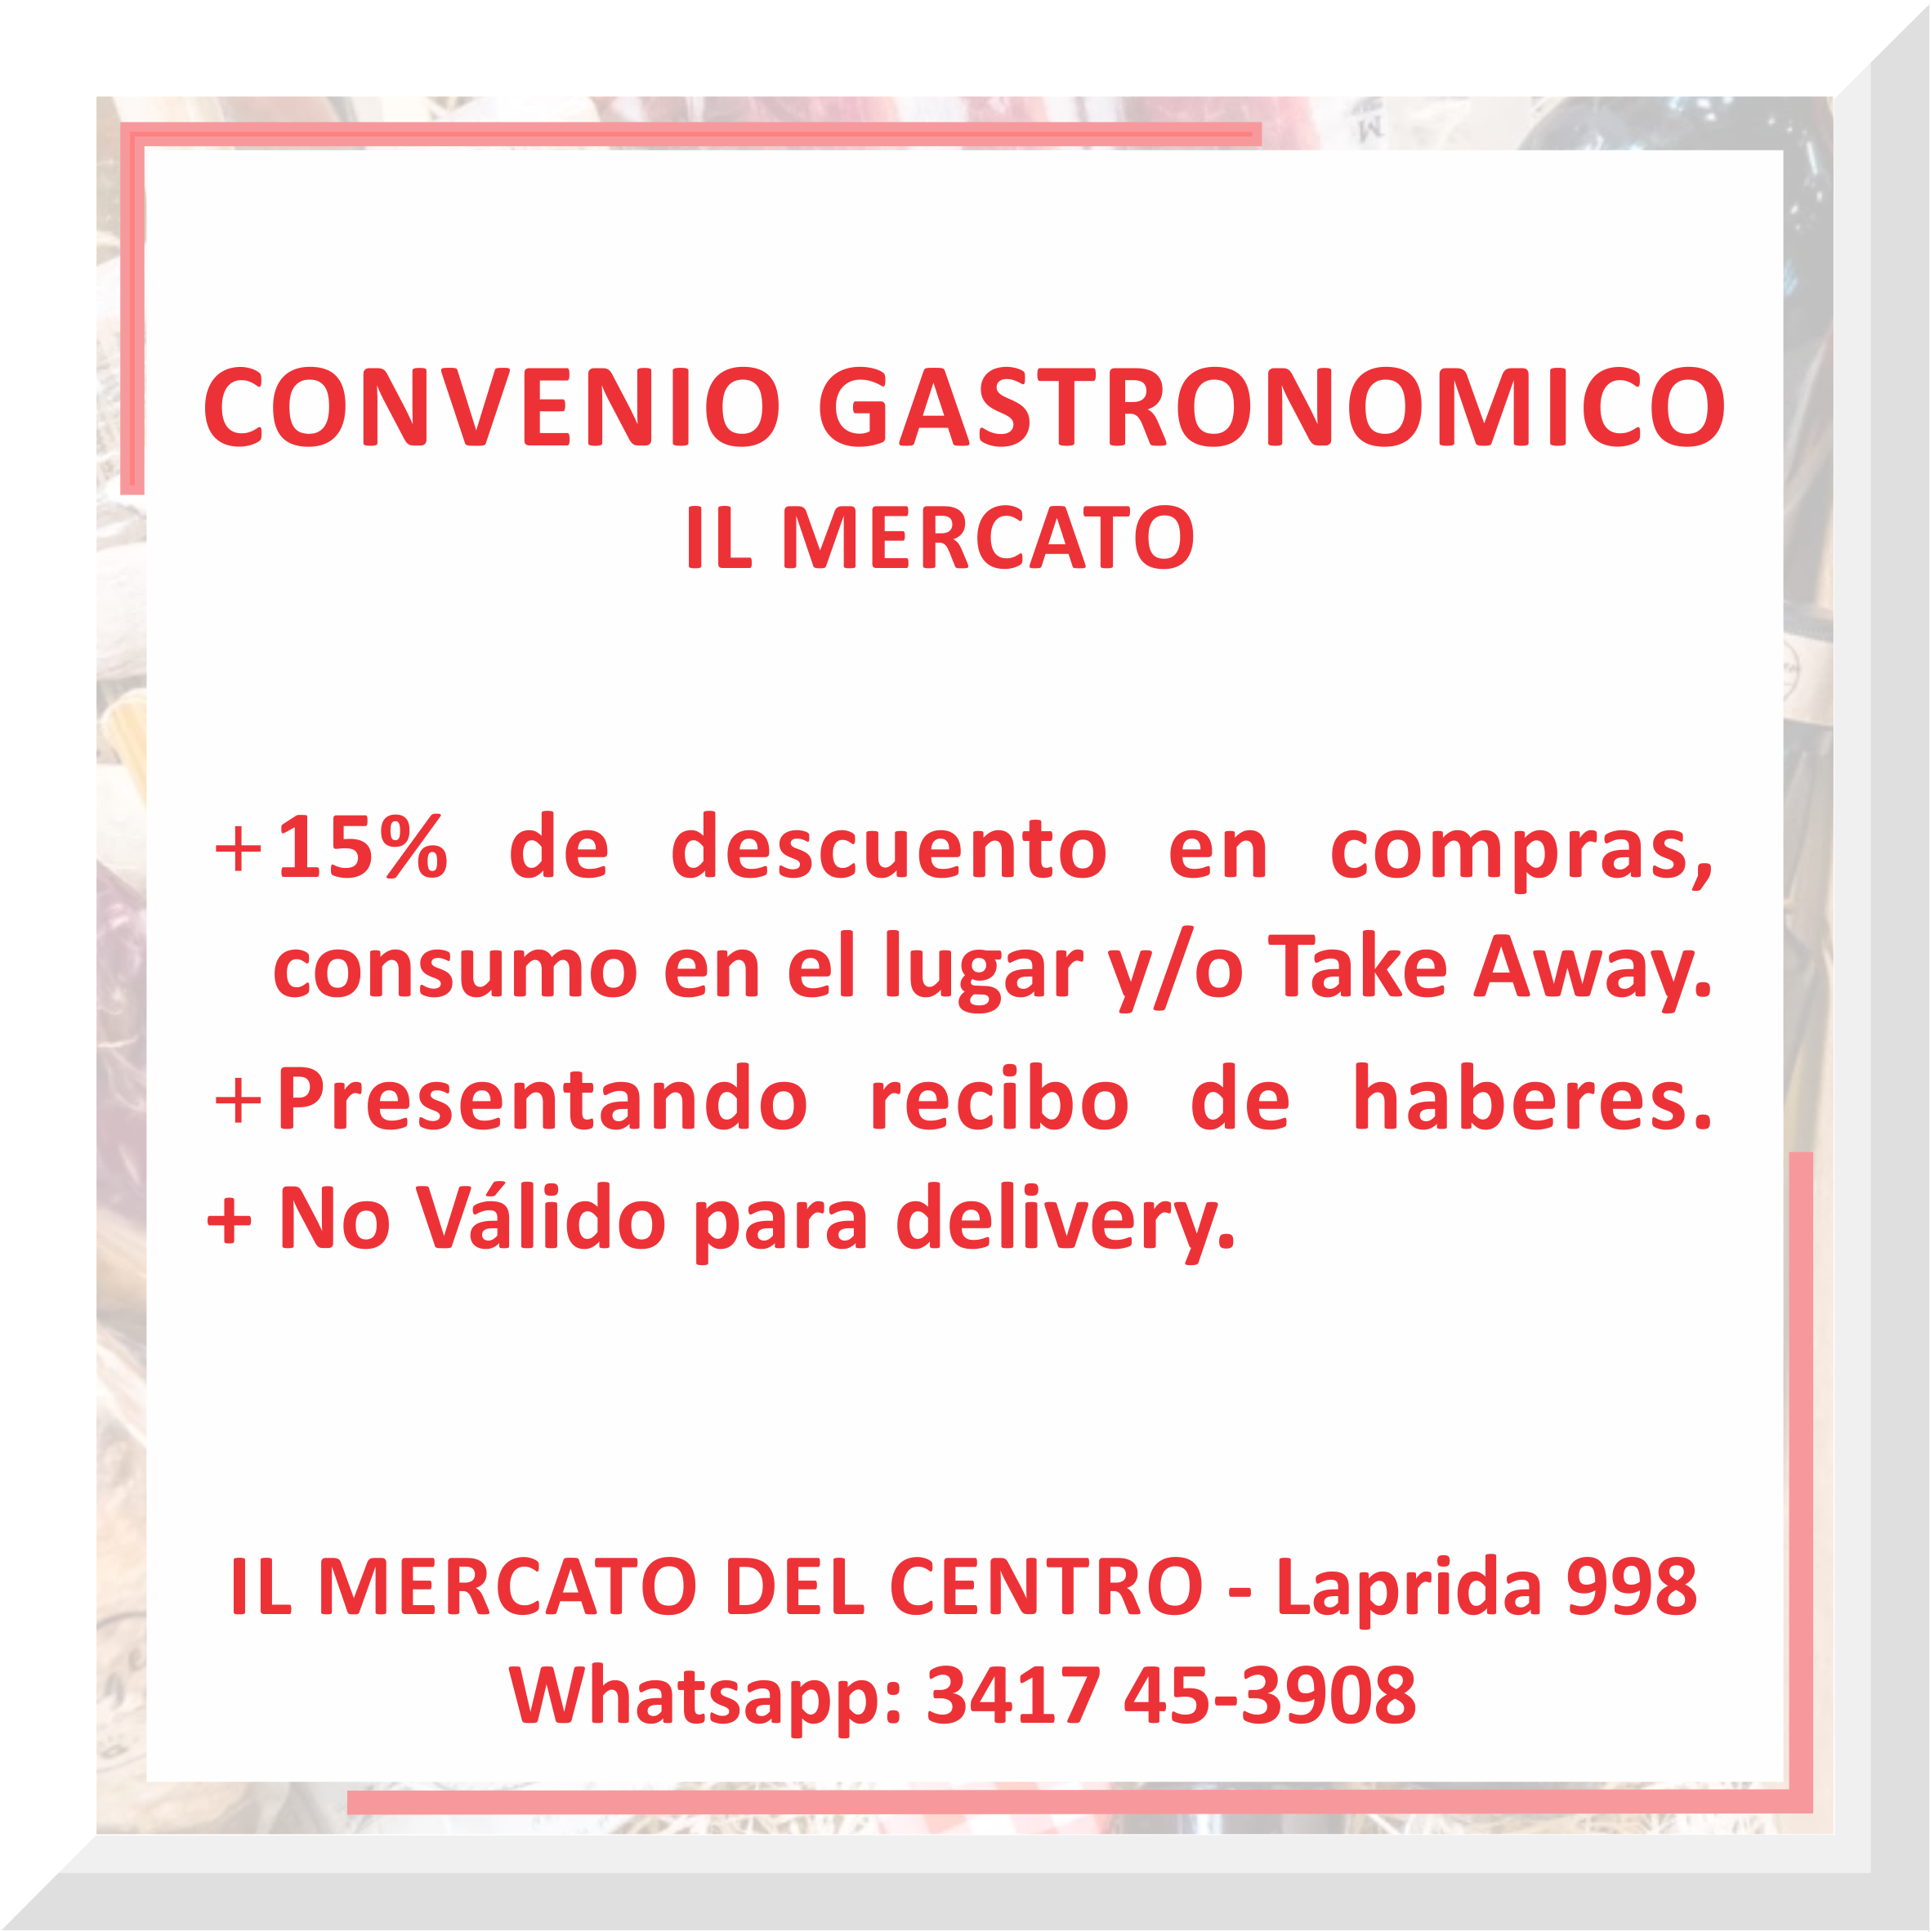 CONVENIO GASTRONOMICO
IL MERCATO
+ 15% de descuento en compras,
consumo en el lugar y/o Take Away.
+ Presentando recibo de haberes.
+ No Válido para delivery.
IL MERCATO DEL CENTRO - Laprida 998
Whatsapp: 3417 45-3908